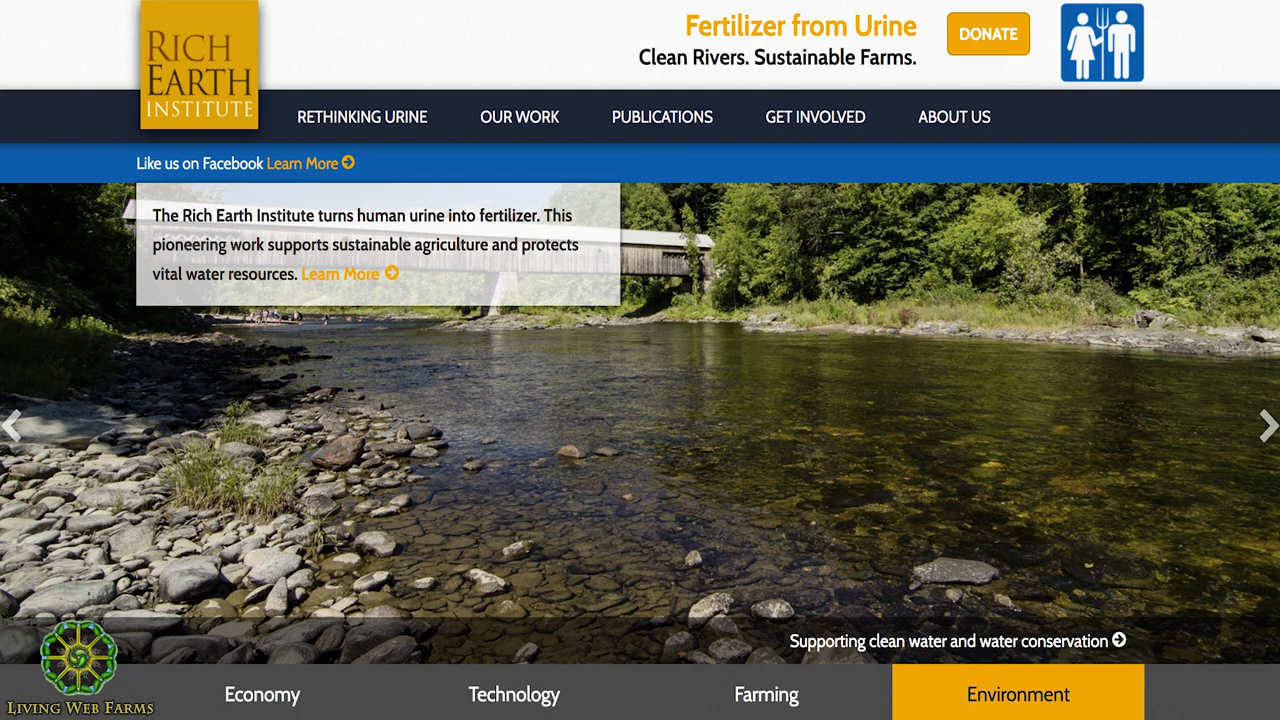 RICH
EARTH
INSTITUTE
Fertilizer from Urine
Clean Rivers. Sustainable Farms.
DONATE
RETHINKING URINE
OUR WORK
PUBLICATIONS
GET INVOLVED
ABOUT US
Like us on Facebook Learn More
The Rich Earth Institute turns human urine into fertilizer. This
pioneering work supports sustainable agriculture and protects
vital water resources. Learn More
Supporting clean water and water conservation
Economy
Technology
Farming
Environment
LIVING WEB FARMS